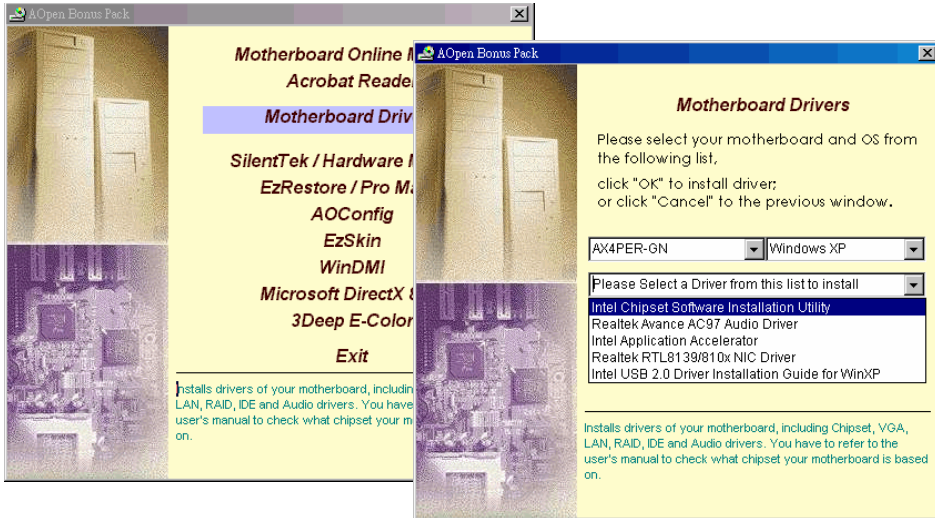 AOpen Bonus Pack
Motherboard Online
Acrobat Reade
Motherboard Driv
SilentTek / Hardware
EzRestore / Pro
AOConfig
EzSkin
WinDMI
Microsoft DirectX
3Deep E-Color
Exit
nstalls drivers of your motherboard, includin
LAN, RAID, IDE and Audio drivers. You have
user's manual to check what chipset your m
on.
AOpen Bonus Pack
Motherboard Drivers
Please select your motherboard and OS from
the following list,
click "OK" to install driver;
or click "Cancel" to the previous window.
AX4PER-GN Windows XP
Please Select a Driver from this list to install
Intel Chipset Software Installation Utility
Realtek Avance AC97 Audio Driver
Intel Application Accelerator
Realtek RTL8139/810x NIC Driver
Intel USB 2.0 Driver Installation Guide for WinXP
Installs drivers of your motherboard, including Chipset, VGA,
LAN, RAID, IDE and Audio drivers. You have to refer to the
user's manual to check what chipset your motherboard is based
on.